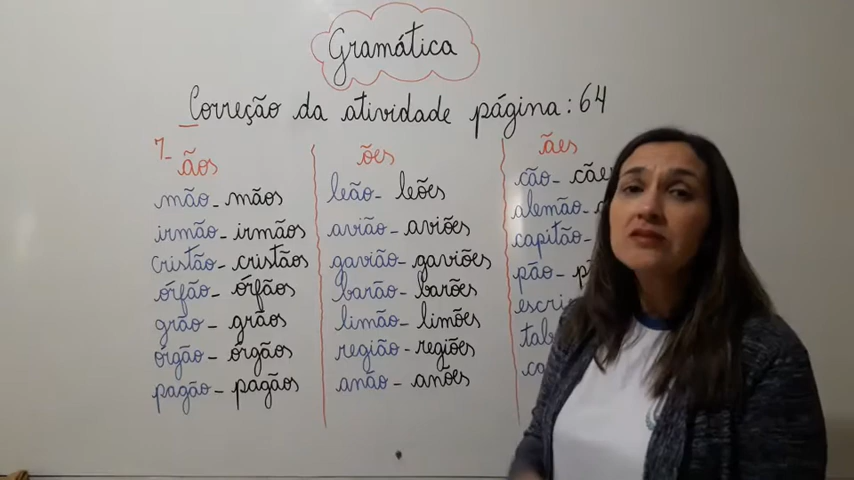 Gramática
Correção da atividade página: 64
7- ãos
mão - mãos
irmão - irmãos
cristão - cristãos
órfão - órfãos
grão - grãos
órgão - órgãos
pagão - pagãos
ões
leão - leões
avião - aviões
gavião - gaviões
barão - barões
limão - limões
região - regiões
anão - anões
ães
cão - cães
alemão -
capitão -
pão -